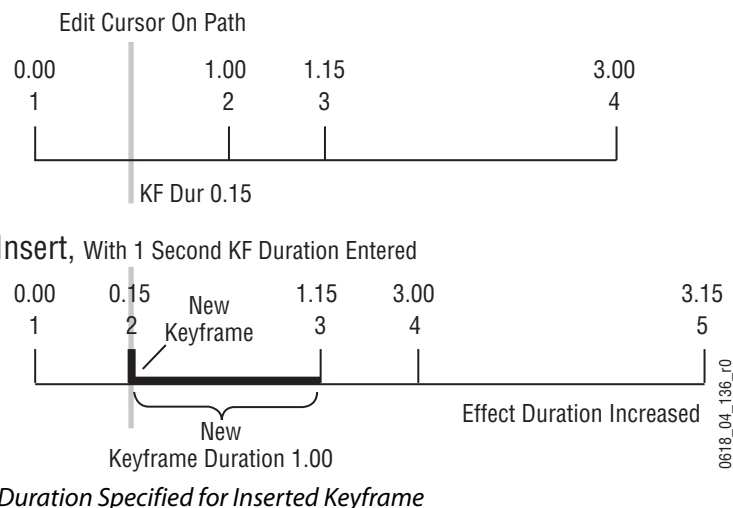 Edit Cursor On Path
0.00 1.00 1.15 3.00
1 2 3 4
KF Dur 0.15
Insert, With 1 Second KF Duration Entered
0.00 0.15 1.15 3.00 3.15
New
1 2 Keyframe 3 4 5
Effect Duration Increased
New
Keyframe Duration 1.00
0618_04_136_r0
Duration Specified for Inserted Keyframe